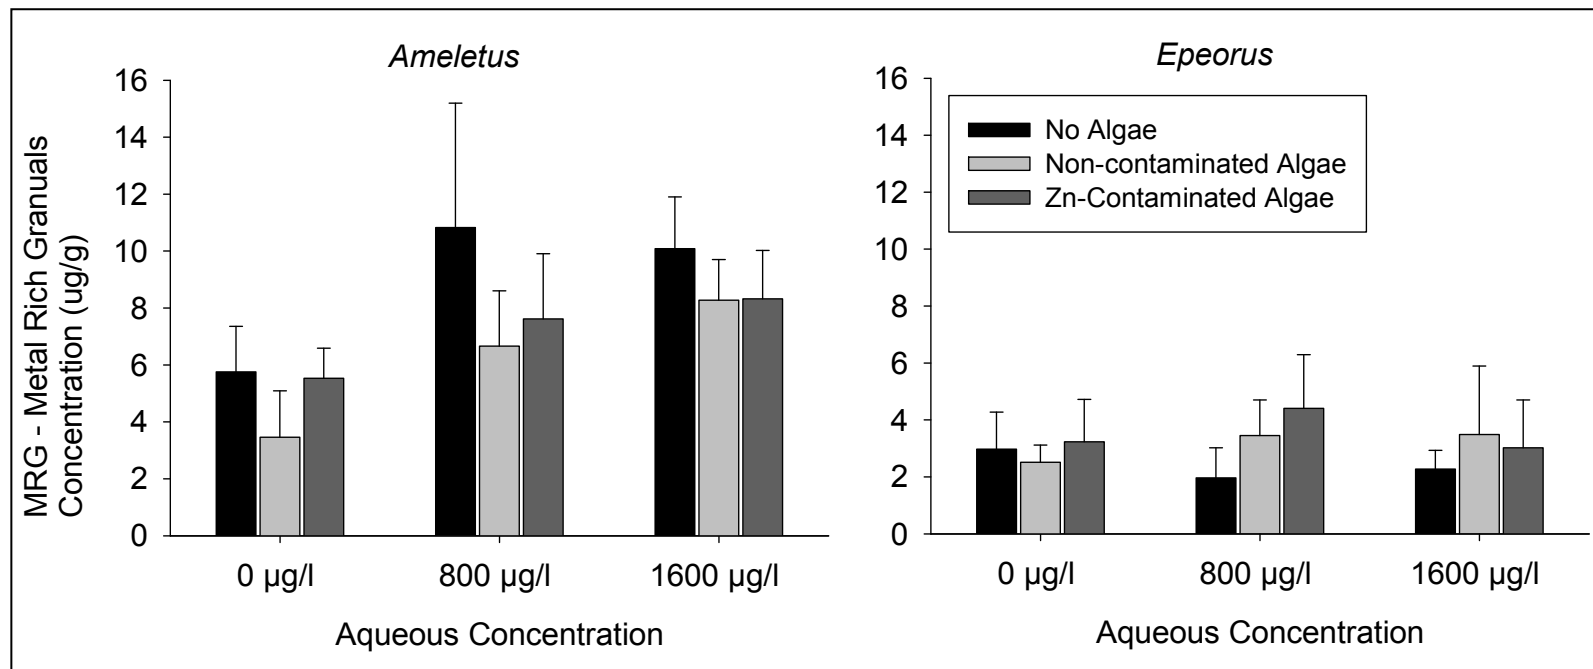 Ameletus
MRG - Metal Rich Granuals
Concentration (ug/g)
16
14
12
10
8
6
4
2
0
0 µg/l
800 µg/l
1600 µg/l
Aqueous Concentration
Epeorus
16
14
12
10
8
6
4
2
0
No Algae
Non-contaminated Algae
Zn-Contaminated Algae
0 µg/l
800 µg/l
1600 µg/l
Aqueous Concentration